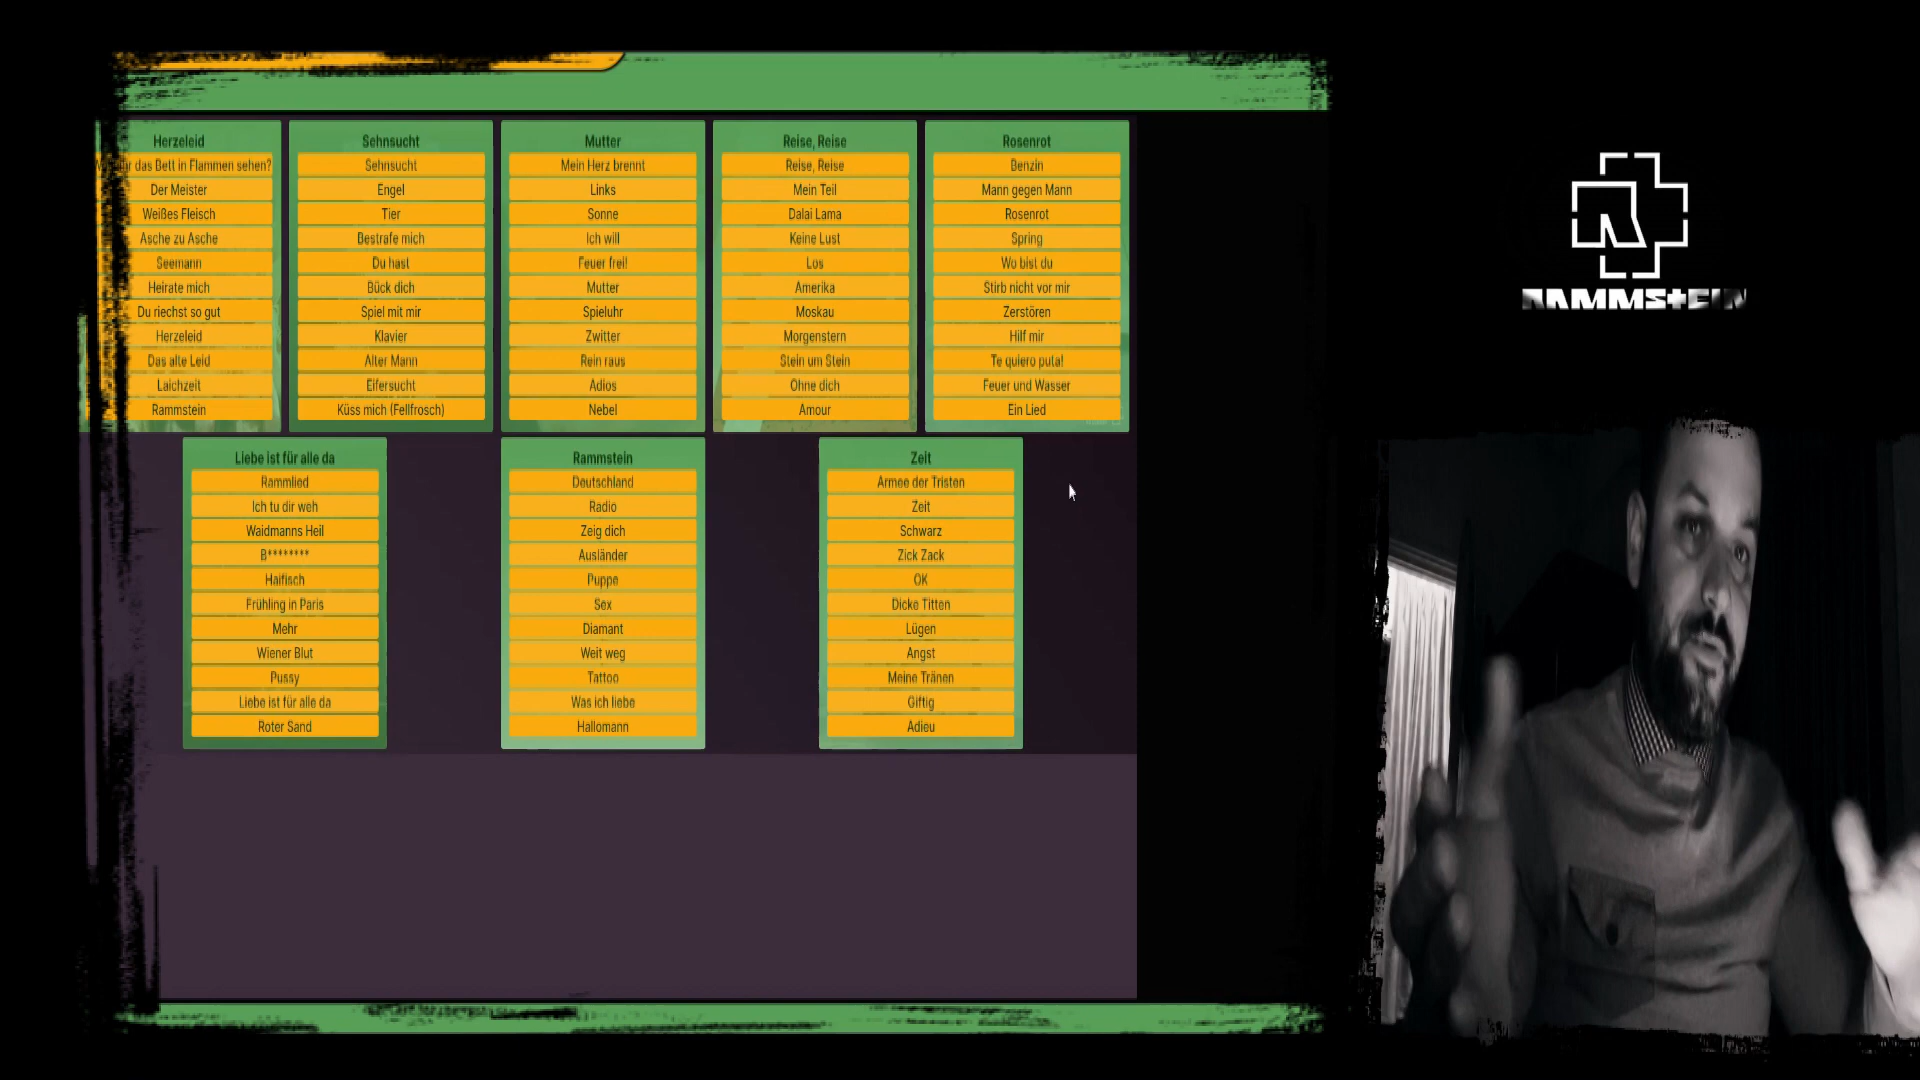 Herzeleid
das Bett in Flammen sehen?
Der Meister
Weißes Fleisch
Asche zu Asche
Seemann
Heirate mich
Du riechst so gut
Herzeleid
Das alte Leid
Laichzeit
Rammstein
Sehnsucht
Sehnsucht
Engel
Tier
Bestrafe mich
Du hast
Bück dich
Spiel mit mir
Klavier
Alter Mann
Eifersucht
Küss mich (Fellfrosch)
Mutter
Mein Herz brennt
Links
Sonne
Ich will
Feuer frei!
Mutter
Spieluhr
Zwitter
Rein raus
Adios
Nebel
Reise, Reise
Reise, Reise
Mein Teil
Dalai Lama
Keine Lust
Los
Amerika
Moskau
Morgenstern
Stein um Stein
Ohne dich
Amour
Rosenrot
Benzin
Mann gegen Mann
Rosenrot
Spring
Wo bist du
Stirb nicht vor mir
Zerstören
Hilf mir
Te quiero puta!
Feuer und Wasser
Ein Lied
Liebe ist für alle da
Rammlied
Ich tu dir weh
Waidmanns Heil
B********
Haifisch
Frühling in Paris
Mehr
Wiener Blut
Pussy
Liebe ist für alle da
Roter Sand
Rammstein
Deutschland
Radio
Zeig dich
Ausländer
Puppe
Sex
Diamant
Weit weg
Tattoo
Was ich liebe
Hallomann
Zeit
Armee der Tristen
Zeit
Schwarz
Zick Zack
OK
Dicke Titten
Lügen
Angst
Meine Tränen
Giftig
Adieu
RAMMSTEIN